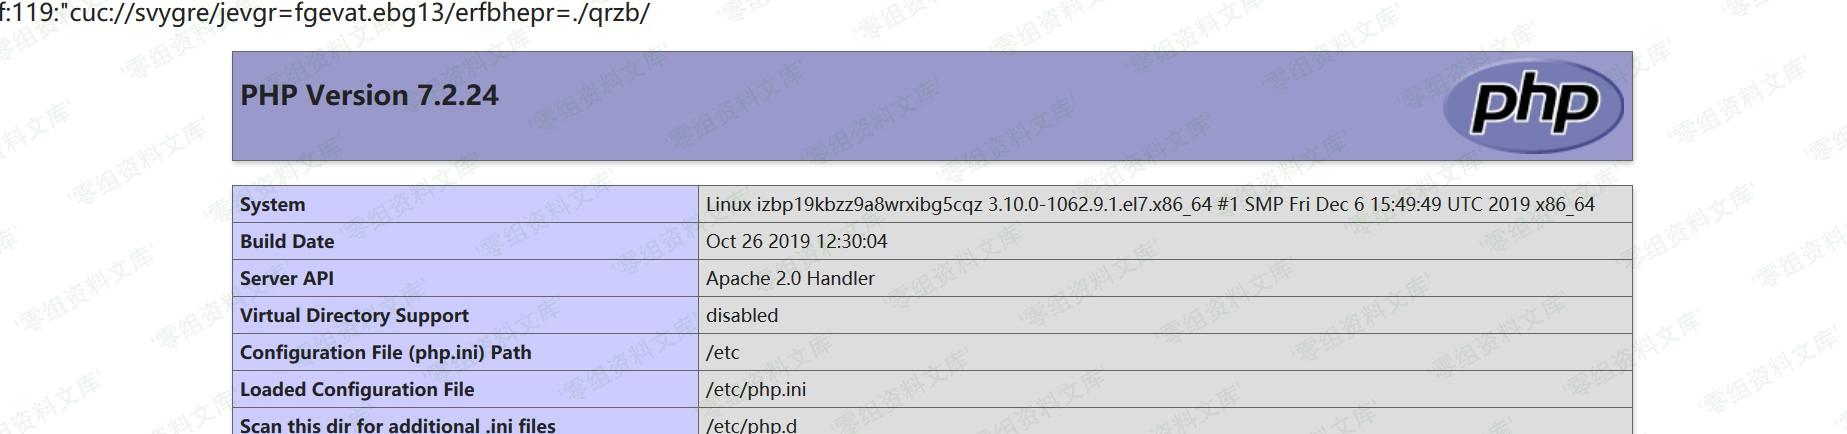 f:119:"cuc://svygre/jevgr=fgevat.ebg13/erfbhepr=./qrzb/
PHP Version 7.2.24
php
System Linux izbp19kbzz9a8wrxibg5cqz 3.10.0-1062.9.1.el7.x86_64 #1 SMP Fri Dec 6 15:49:49 UTC 2019 x86_64
Build Date Oct 26 2019 12:30:04
Server API Apache 2.0 Handler
Virtual Directory Support disabled
Configuration File (php.ini) Path /etc
Loaded Configuration File /etc/php.ini
Scan this dir for additional .ini files /etc/php.d
'零组资料文库'